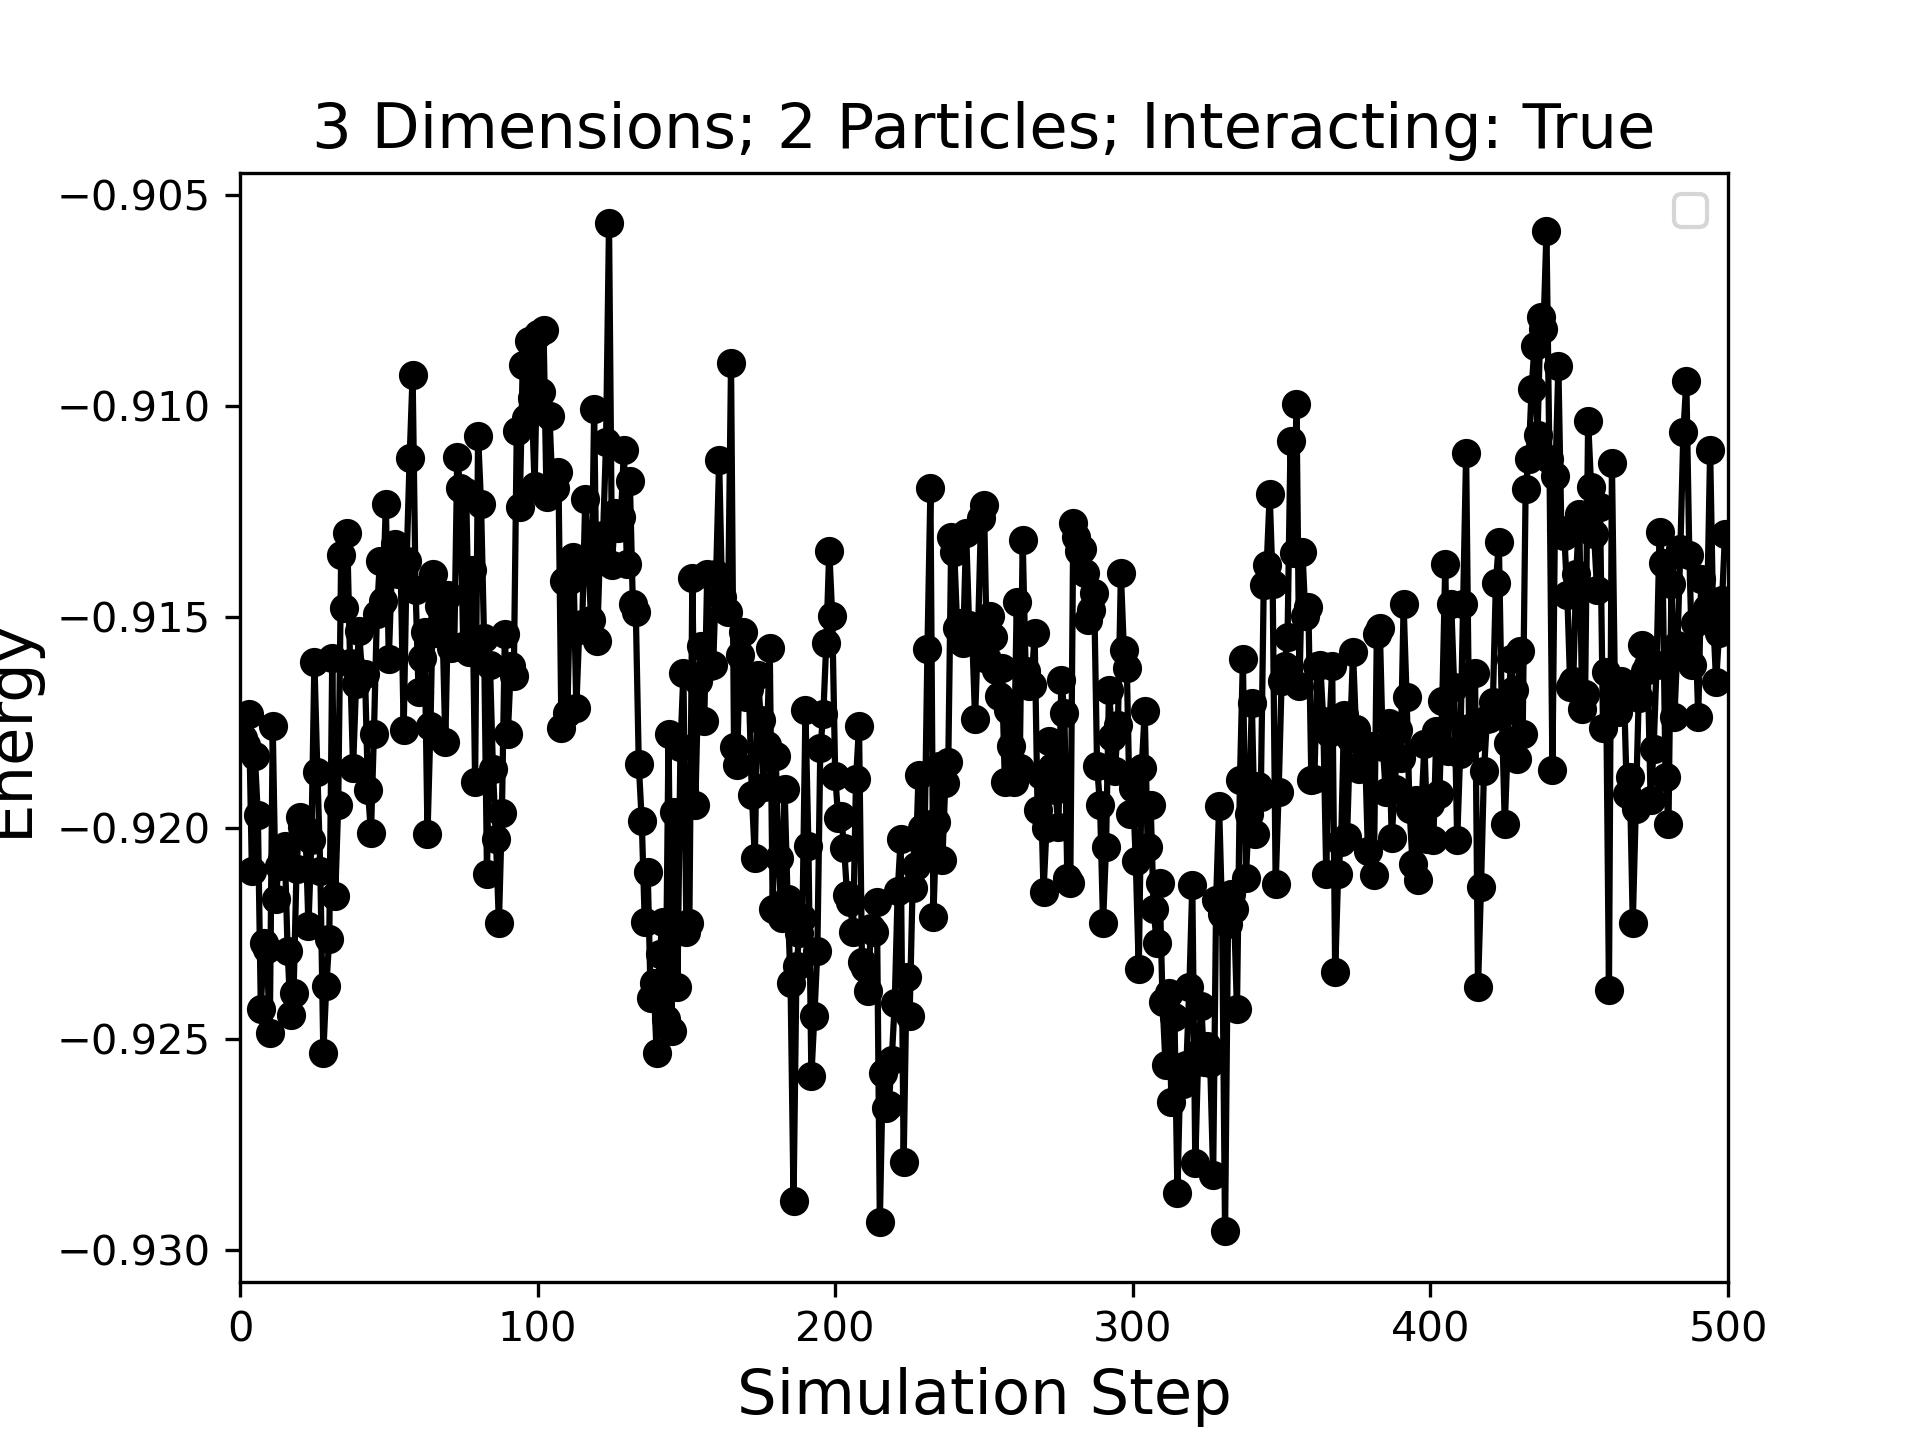 3 Dimensions; 2 Particles; Interacting: True
−0.905
−0.910
−0.915
−0.920
−0.925
−0.930
Energy
0 100 200 300 400 500
Simulation Step